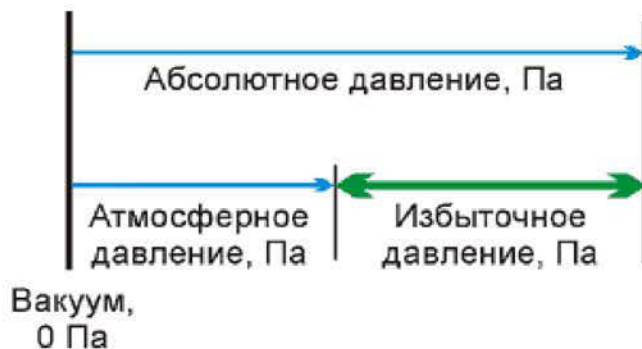 Абсолютное давление, Па
Атмосферное
давление, Па
Избыточное
давление, Па
Вакуум,
0 Па